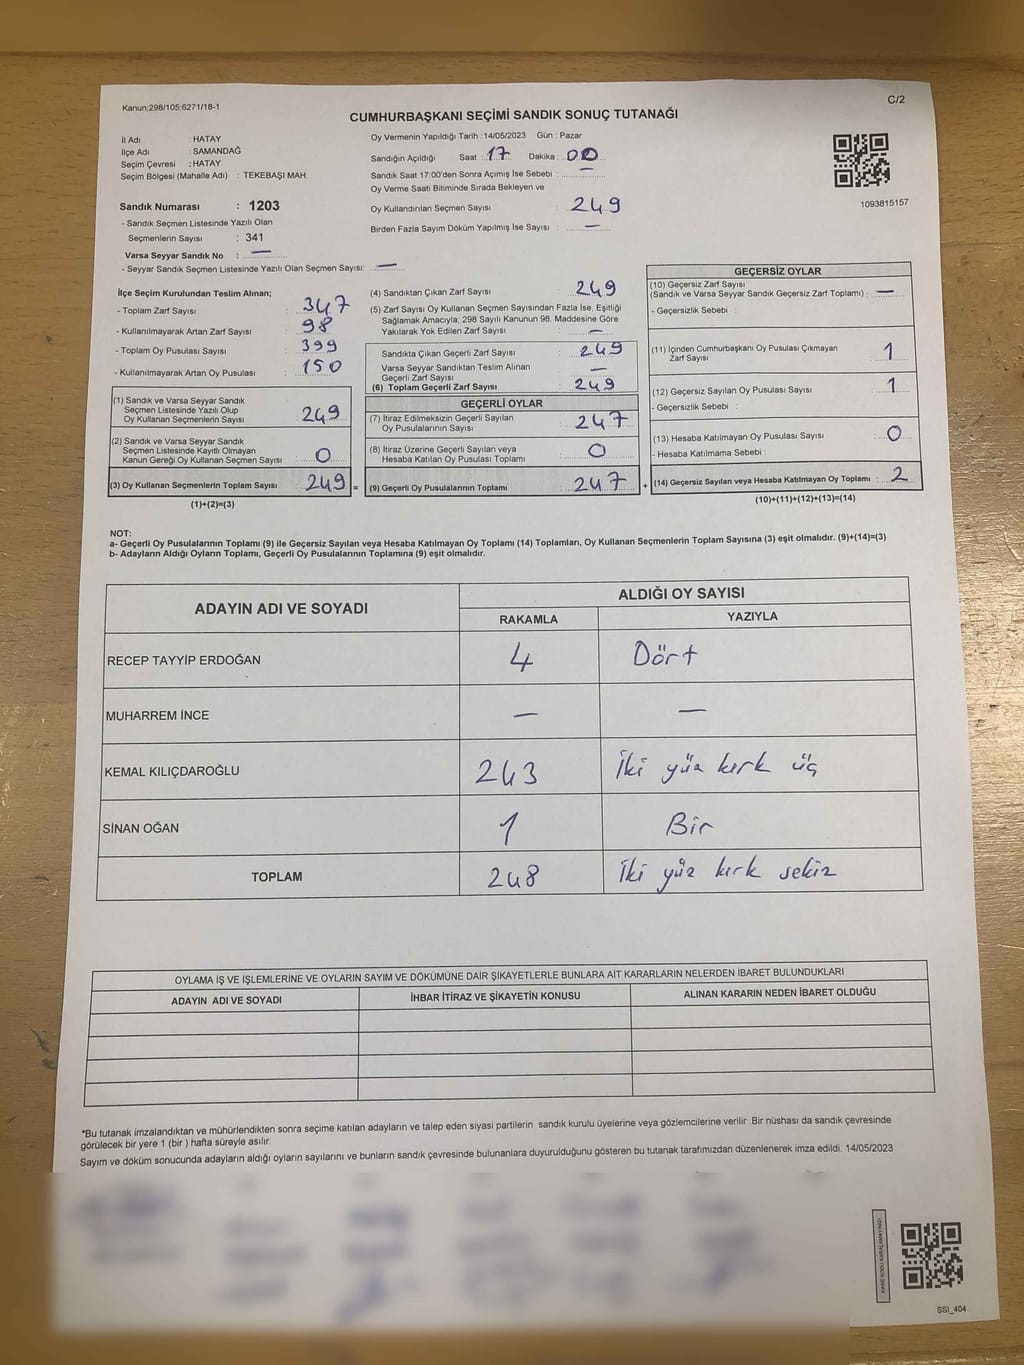 Kanun,298/105,6271/18-1
C/2
CUMHURBAŞKANI SEÇİMİ SANDIK SONUÇ TUTANAĞI
İl Adı : HATAY
İlçe Adı : SAMANDAĞ
Seçim Çevresi : HATAY
Seçim Bölgesi (Mahalle Adı) : TEKEBAŞI MAH.
Sandık Numarası : 1203
- Sandık Seçmen Listesinde Yazılı Olan
Seçmenlerin Sayısı : 341
Varsa Seyyar Sandık No : —
- Seyyar Sandık Seçmen Listesinde Yazılı Olan Seçmen Sayısı: —
Oy Vermenin Yapıldığı Tarih :14/05/2023 Gün : Pazar
Sandığın Açıldığı Saat :17 Dakika :00
Sandık Saat 17:00'den Sonra Açımış İse Sebebi : —
Oy Verme Saati Bitiminde Sırada Bekleyen ve
Oy Kullandırılan Seçmen Sayısı : 249
Birden Fazla Sayım Döküm Yapılmış İse Sayısı : —
1093815157
İlçe Seçim Kurulundan Teslim Alınan;
- Toplam Zarf Sayısı : 347
- Kullanılmayarak Artan Zarf Sayısı : 98
- Toplam Oy Pusulası Sayısı : 399
- Kullanılmayarak Artan Oy Pusulası : 150
(1) Sandık ve Varsa Seyyar Sandık
Seçmen Listesinde Yazılı Olup
Oy Kullanan Seçmenlerin Sayısı : 249
(2) Sandık ve Varsa Seyyar Sandık
Seçmen Listesinde Kayıtlı Olmayan
Kanun Gereği Oy Kullanan Seçmen Sayısı : 0
(3) Oy Kullanan Seçmenlerin Toplam Sayısı : 249 =
(1)+(2)=(3)
(4) Sandıktan Çıkan Zarf Sayısı : 249
(5) Zarf Sayısı Oy Kullanan Seçmen Sayısından Fazla İse, Eşitliği
Sağlamak Amacıyla; 298 Sayılı Kanunun 98. Maddesine Göre
Yakılarak Yok Edilen Zarf Sayısı : —
Sandıkta Çıkan Geçerli Zarf Sayısı : 249
Varsa Seyyar Sandıktan Teslim Alınan
Geçerli Zarf Sayısı : —
(6) Toplam Geçerli Zarf Sayısı : 249
GEÇERLİ OYLAR
(7) İtiraz Edilmeksizin Geçerli Sayılan
Oy Pusulalarının Sayısı : 247
(8) İtiraz Üzerine Geçerli Sayılan veya
Hesaba Katılan Oy Pusulası Toplamı : 0
(9) Geçerli Oy Pusulalarının Toplamı : 247 +
GEÇERSİZ OYLAR
(10) Geçersiz Zarf Sayısı
(Sandık ve Varsa Seyyar Sandık Geçersiz Zarf Toplamı) : —
- Geçersizlik Sebebi :
(11) İçinden Cumhurbaşkanı Oy Pusulası Çıkmayan
Zarf Sayısı : 1
(12) Geçersiz Sayılan Oy Pusulası Sayısı : 1
- Geçersizlik Sebebi :
(13) Hesaba Katılmayan Oy Pusulası Sayısı : 0
- Hesaba Katılmama Sebebi :
(14) Geçersiz Sayılan veya Hesaba Katılmayan Oy Toplamı : 2
(10)+(11)+(12)+(13)=(14)
NOT:
a- Geçerli Oy Pusulasının Toplamı (9) ile Geçersiz Sayılan veya Hesaba Katılmayan Oy Toplamı (14) Toplamları, Oy Kullanan Seçmenlerin Toplam Sayısına (3) eşit olmalıdır. (9)+(14)=(3)
b- Adayların Aldığı Oyların Toplamı, Geçerli Oy Pusulalarının Toplamına (9) eşit olmalıdır.
ADAYIN ADI VE SOYADI ALDIĞI OY SAYISI
RAKAMLA YAZIYLA
RECEP TAYYİP ERDOĞAN 4 Dört
MUHARREM İNCE — —
KEMAL KILIÇDAROĞLU 243 İki yüz kırk üç
SİNAN OĞAN 1 Bir
TOPLAM 248 İki yüz kırk sekiz
OYLAMA İŞ VE İŞLEMLERİNE VE OYLARIN SAYIM VE DÖKÜMÜNE DAİR ŞİKAYETLERLE BUNLARA AİT KARARLARIN NELERDEN İBARET BULUNDUKLARI
ADAYIN ADI VE SOYADI İHBAR İTİRAZ VE ŞİKAYETİN KONUSU ALINAN KARARIN NEDEN İBARET OLDUĞU
*Bu tutanak imzalandıktan ve mühürlendikten sonra seçime katılan adayların ve talep eden siyasi partilerin sandık kurulu üyelerine veya gözlemcilerine verilir. Bir nüshası da sandık çevresinde
görülecek bir yere 1 (bir ) hafta süreyle asılır.
Sayım ve döküm sonucunda adayların aldığı oyların sayılarını ve bunların sandık çevresinde bulunanlara duyurulduğunu gösteren bu tutanak tarafımızdan düzenlenerek imza edildi. 14/05/2023
KARE KODU KARALAMAYINIZ!
SSI_404